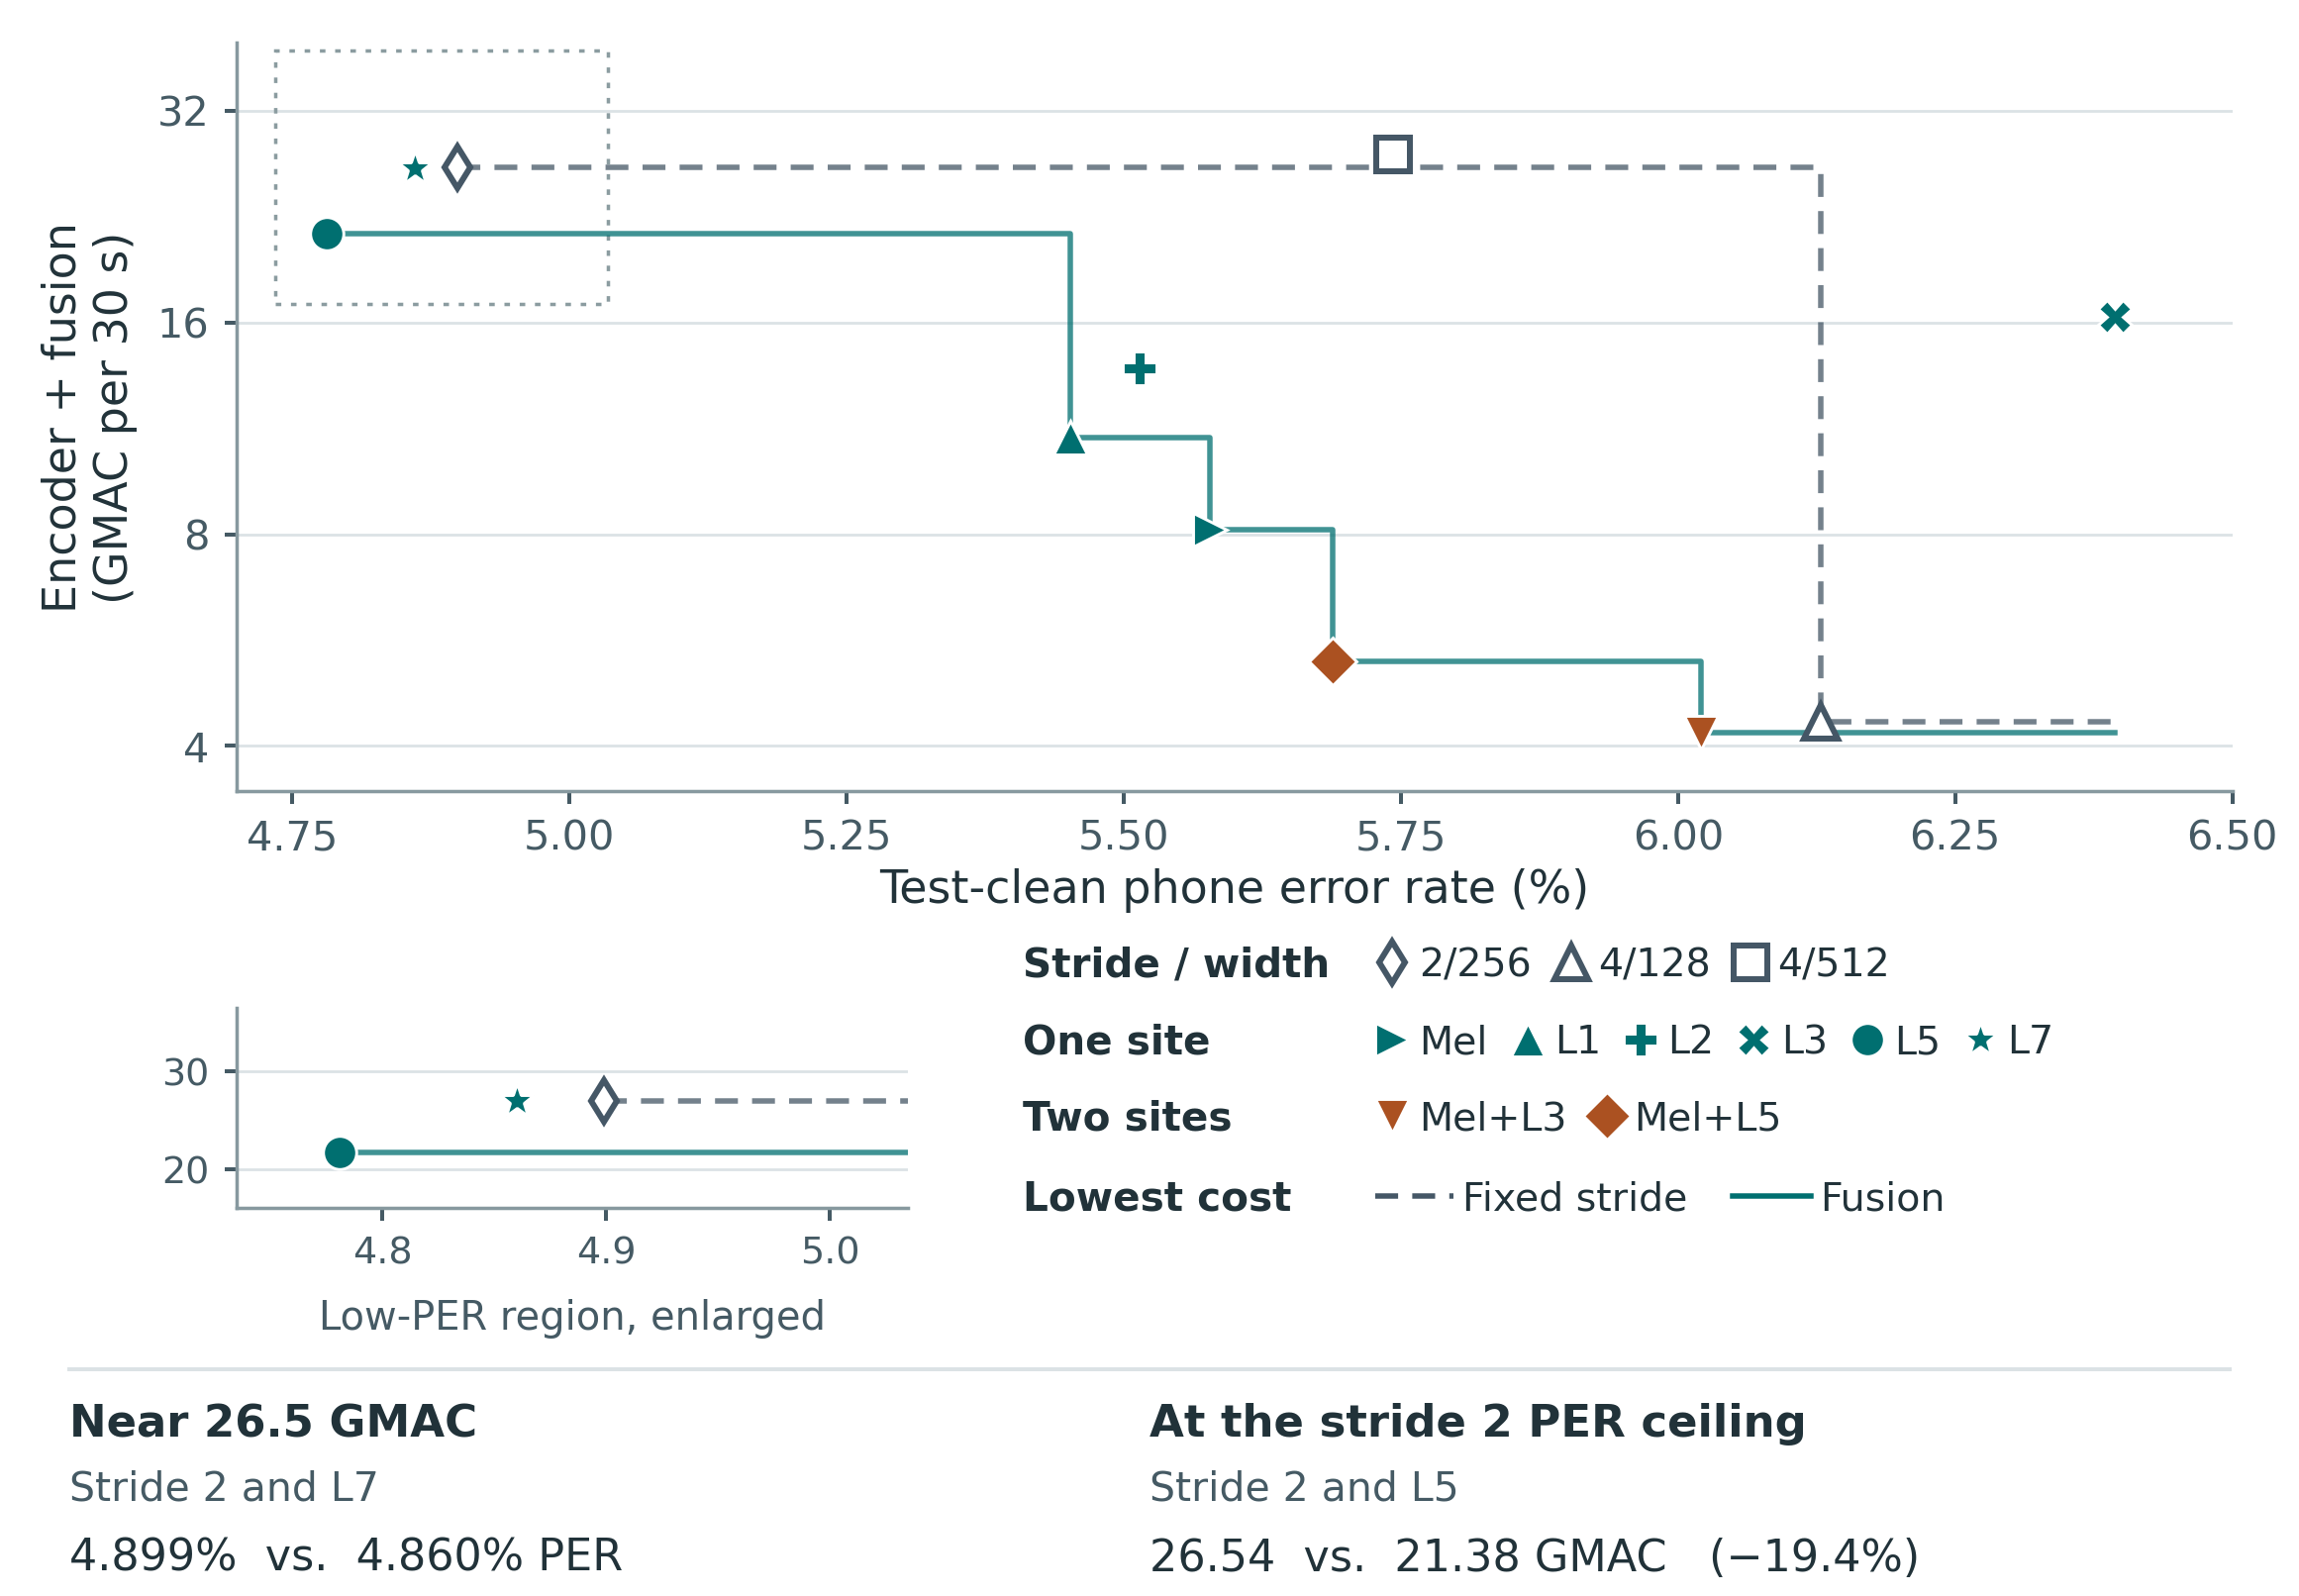 Encoder + fusion
(GMAC per 30 s)
32
16
8
4
4.75 5.00 5.25 5.50 5.75 6.00 6.25 6.50
Test-clean phone error rate (%)
Stride / width 2/256 4/128 4/512
One site Mel L1 L2 L3 L5 L7
Two sites Mel+L3 Mel+L5
Lowest cost Fixed stride Fusion
30
20
4.8 4.9 5.0
Low-PER region, enlarged
Near 26.5 GMAC
Stride 2 and L7
4.899% vs. 4.860% PER
At the stride 2 PER ceiling
Stride 2 and L5
26.54 vs. 21.38 GMAC (−19.4%)